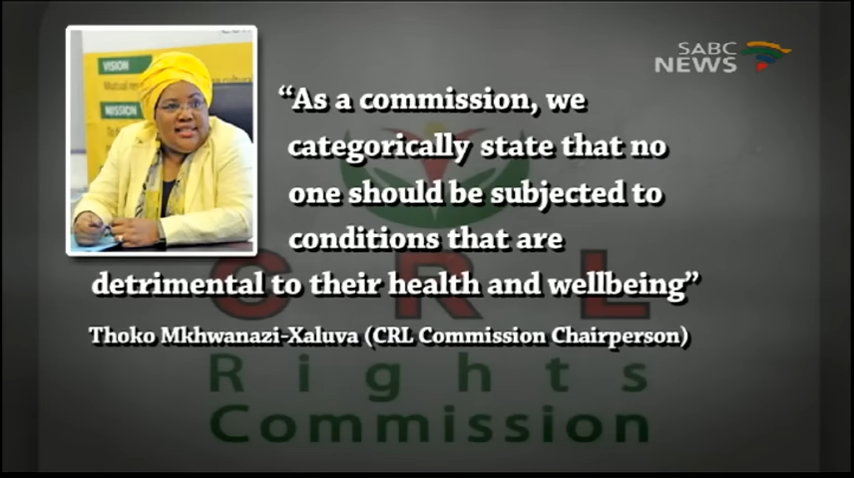 SABC
NEWS
VISION
MISSION
“As a commission, we
categorically state that no
one should be subjected to
conditions that are
detrimental to their health and wellbeing”
Thoko Mkhwanazi-Xaluva (CRL Commission Chairperson)
CRL
Rights
Commission